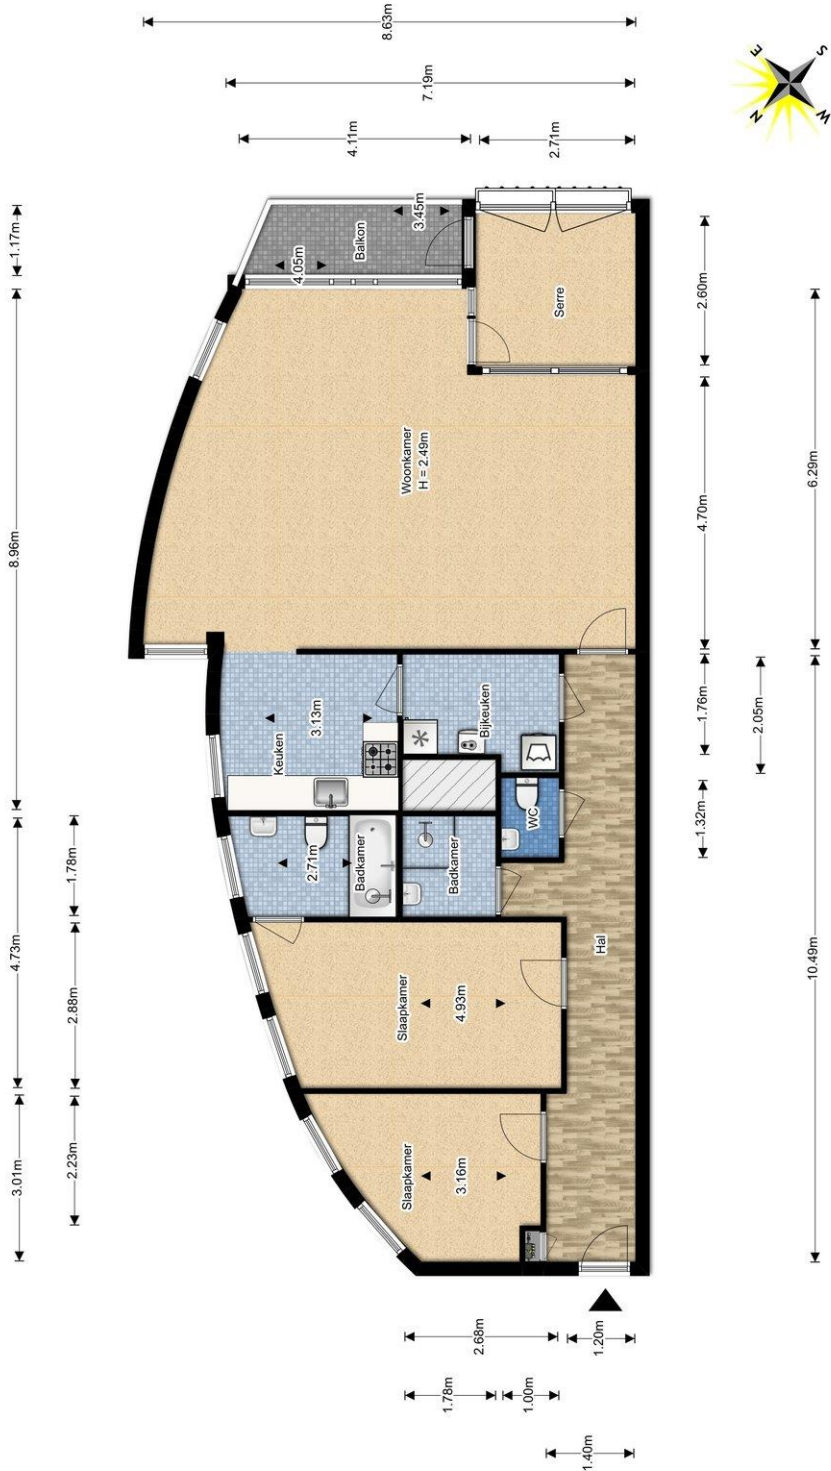 8.63m
7.19m
4.11m
2.71m
E
S
N
W
1.17m
8.96m
4.73m
3.01m
1.78m
2.88m
2.23m
3.45m
Balkon
4.05m
Serre
Woonkamer
H = 2.49m
Keuken
3.13m
Bijkeuken
WC
2.71m
Badkamer
Badkamer
Slaapkamer
4.93m
Hal
Slaapkamer
3.16m
2.60m
4.70m
1.76m
2.05m
1.32m
6.29m
10.49m
2.68m
1.20m
1.78m
1.00m
1.40m